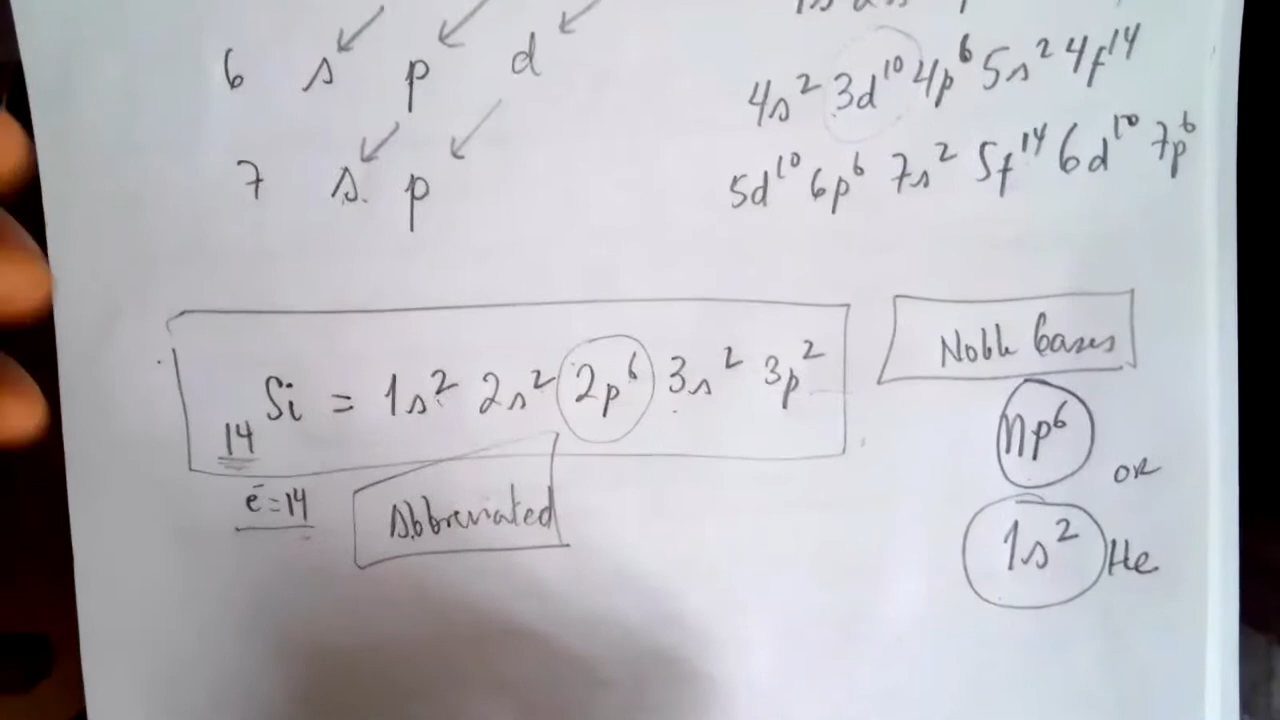 6 s p d
4s² 3d¹⁰ 4p⁶ 5s² 4f¹⁴
7 s. p
5d¹⁰ 6p⁶ 7s² 5f¹⁴ 6d¹⁰ 7p⁶
Noble Gases
₁₄Si = 1s² 2s² 2p⁶ 3s² 3p²
np⁶
OR
e⁻=14
Abbreviated
1s² He